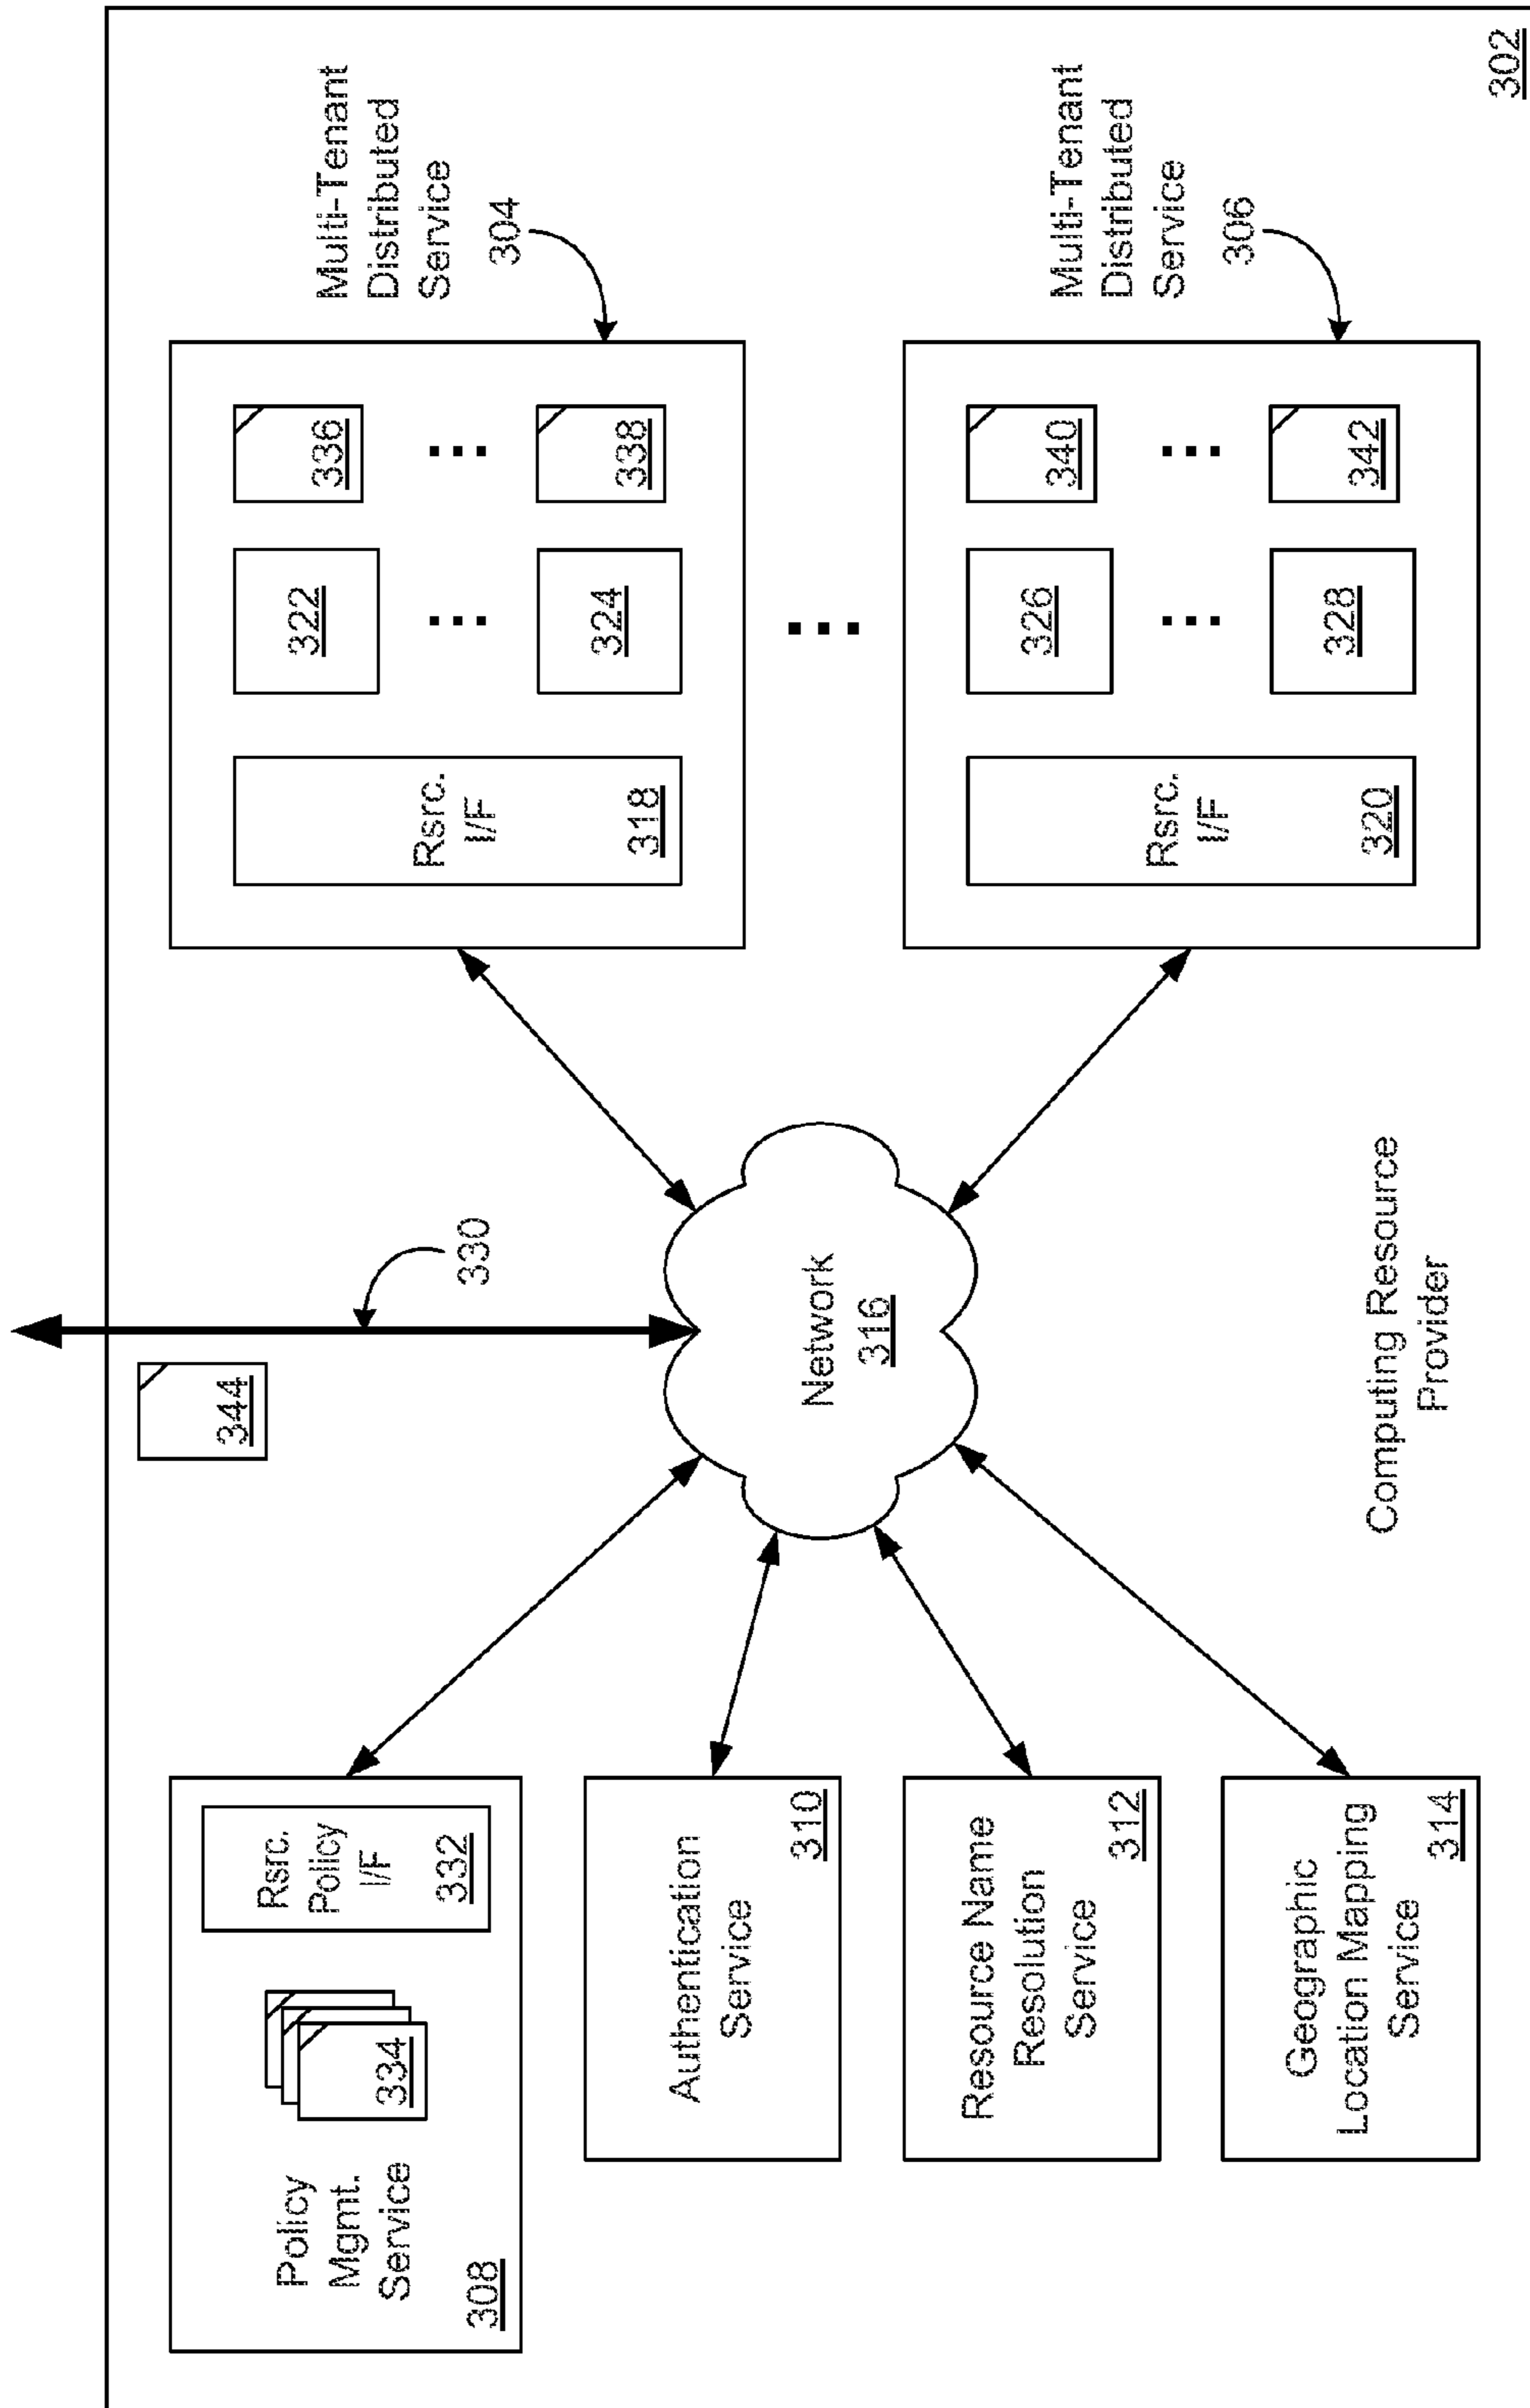 Policy
Mgmt.
Service
308
334
Rsrc.
Policy
I/F
332
Authentication
Service
310
Resource Name
Resolution
Service
312
Geographic
Location Mapping
Service
314
344
330
Network
316
Computing Resource
Provider
Rsrc.
I/F
318
322
324
336
338
Multi-Tenant
Distributed
Service
304
Rsrc.
I/F
320
326
328
340
342
Multi-Tenant
Distributed
Service
306
302